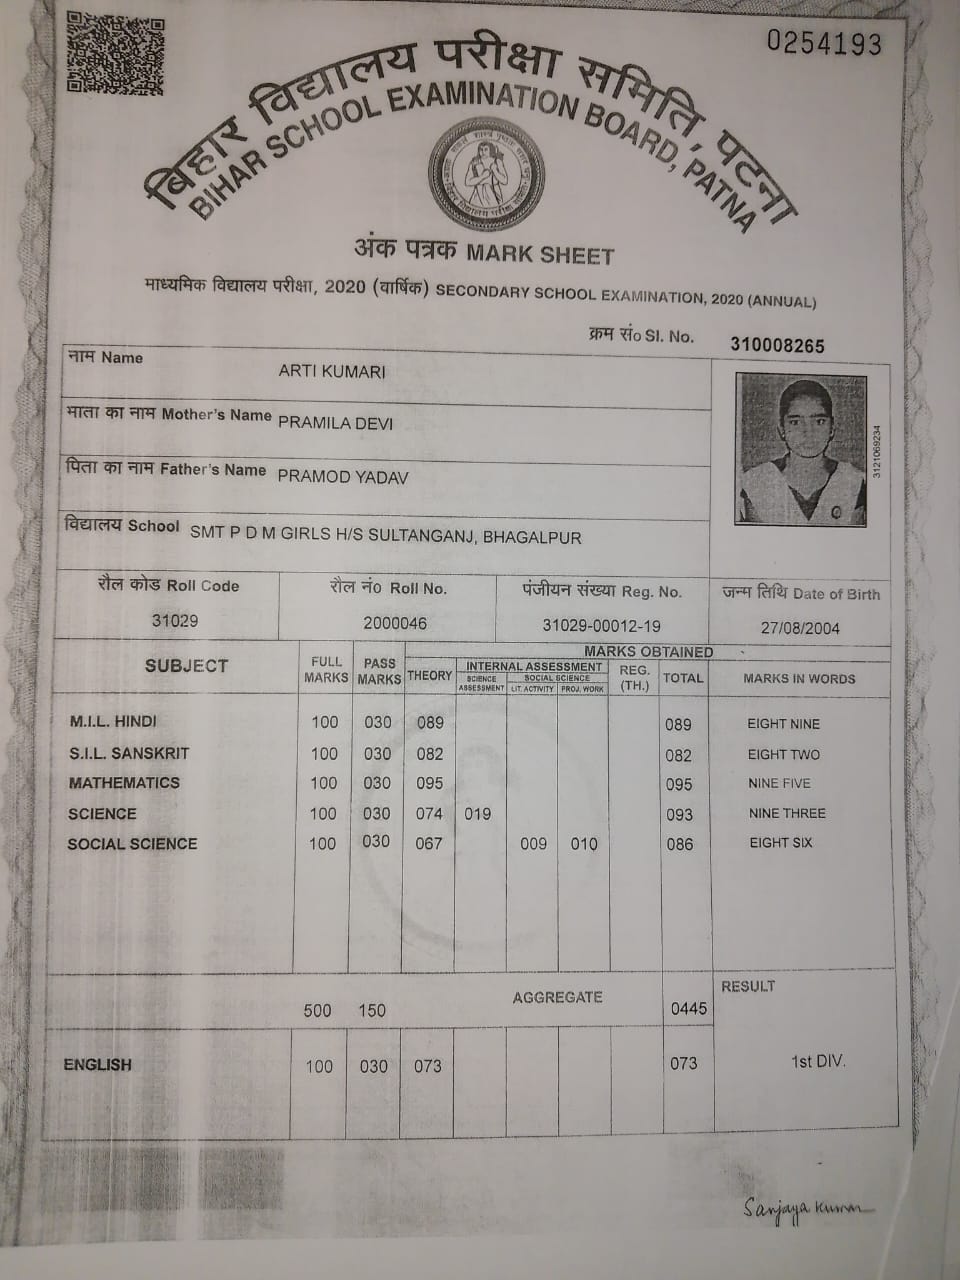 0254193
बिहार विद्यालय परीक्षा समिति, पटना
BIHAR SCHOOL EXAMINATION BOARD, PATNA
अंक पत्रक MARK SHEET
माध्यमिक विद्यालय परीक्षा, 2020 (वार्षिक) SECONDARY SCHOOL EXAMINATION, 2020 (ANNUAL)
क्रम सं० Sl. No. 310008265
नाम Name ARTI KUMARI
माता का नाम Mother's Name PRAMILA DEVI
पिता का नाम Father's Name PRAMOD YADAV
3121069234
विद्यालय School SMT P D M GIRLS H/S SULTANGANJ, BHAGALPUR
रौल कोड Roll Code रौल नं० Roll No. पंजीयन संख्या Reg. No. जन्म तिथि Date of Birth
31029 2000046 31029-00012-19 27/08/2004
SUBJECT FULL MARKS PASS MARKS MARKS OBTAINED
THEORY INTERNAL ASSESSMENT REG. (TH.) TOTAL MARKS IN WORDS
SCIENCE ASSESSMENT SOCIAL SCIENCE
LIT. ACTIVITY PROJ. WORK
M.I.L. HINDI 100 030 089 089 EIGHT NINE
S.I.L. SANSKRIT 100 030 082 082 EIGHT TWO
MATHEMATICS 100 030 095 095 NINE FIVE
SCIENCE 100 030 074 019 093 NINE THREE
SOCIAL SCIENCE 100 030 067 009 010 086 EIGHT SIX
500 150 AGGREGATE 0445 RESULT
ENGLISH 100 030 073 073 1st DIV.
Sanjaya Kumar